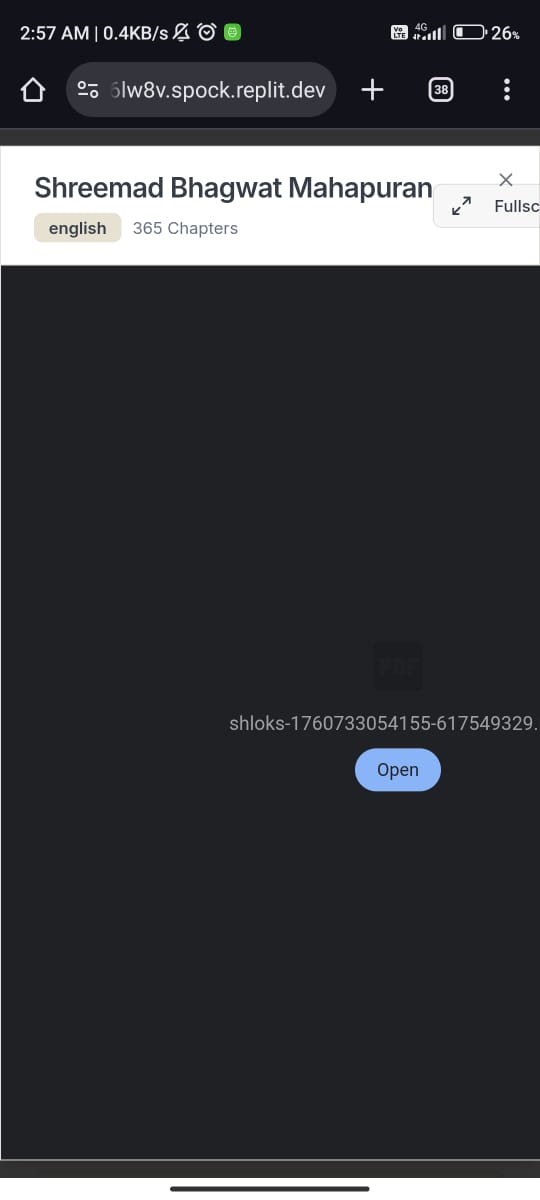 2:57 AM | 0.4KB/s
Vo LTE 4G 26%
6lw8v.spock.replit.dev
38
Shreemad Bhagwat Mahapuran
Fullsc
english 365 Chapters
PDF
shloks-1760733054155-617549329.
Open